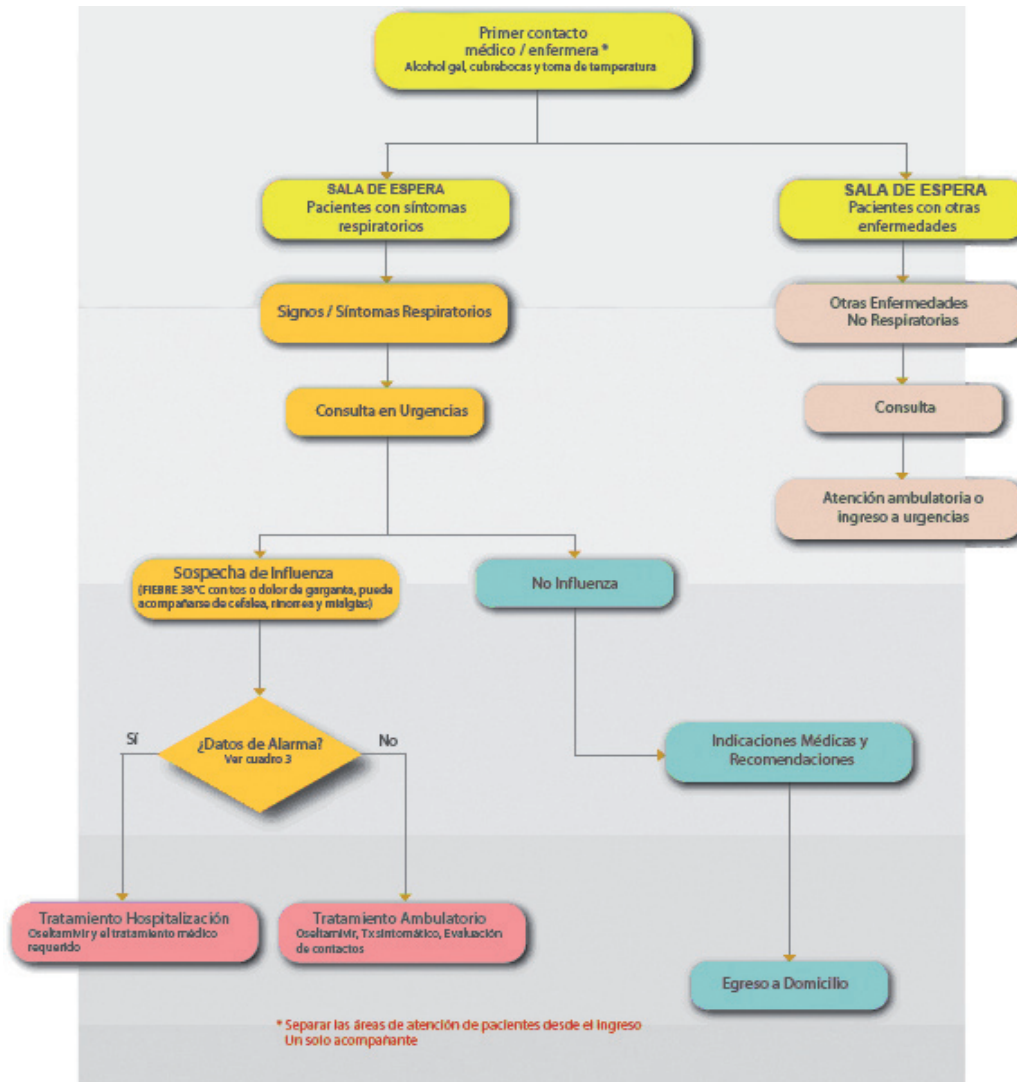 Primer contacto
médico / enfermera *
Alcohol gel, cubrebocas y toma de temperatura
SALA DE ESPERA
Pacientes con síntomas
respiratorios
SALA DE ESPERA
Pacientes con otras
enfermedades
Signos / Síntomas Respiratorios
Otras Enfermedades
No Respiratorias
Consulta en Urgencias
Consulta
Atención ambulatoria o
ingreso a urgencias
Sospecha de Influenza
(FIEBRE 38°C con tos o dolor de garganta, puede
acompañarse de cefalea, rinorrea y mialgias)
No Influenza
¿Datos de Alarma?
Ver cuadro 3
Sí
No
Indicaciones Médicas y
Recomendaciones
Tratamiento Hospitalización
Oseltamivir y el tratamiento médico
requerido
Tratamiento Ambulatorio
Oseltamivir, Tx sintomático, Evaluación
de contactos
Egreso a Domicilio
* Separar las áreas de atención de pacientes desde el ingreso
Un solo acompañante